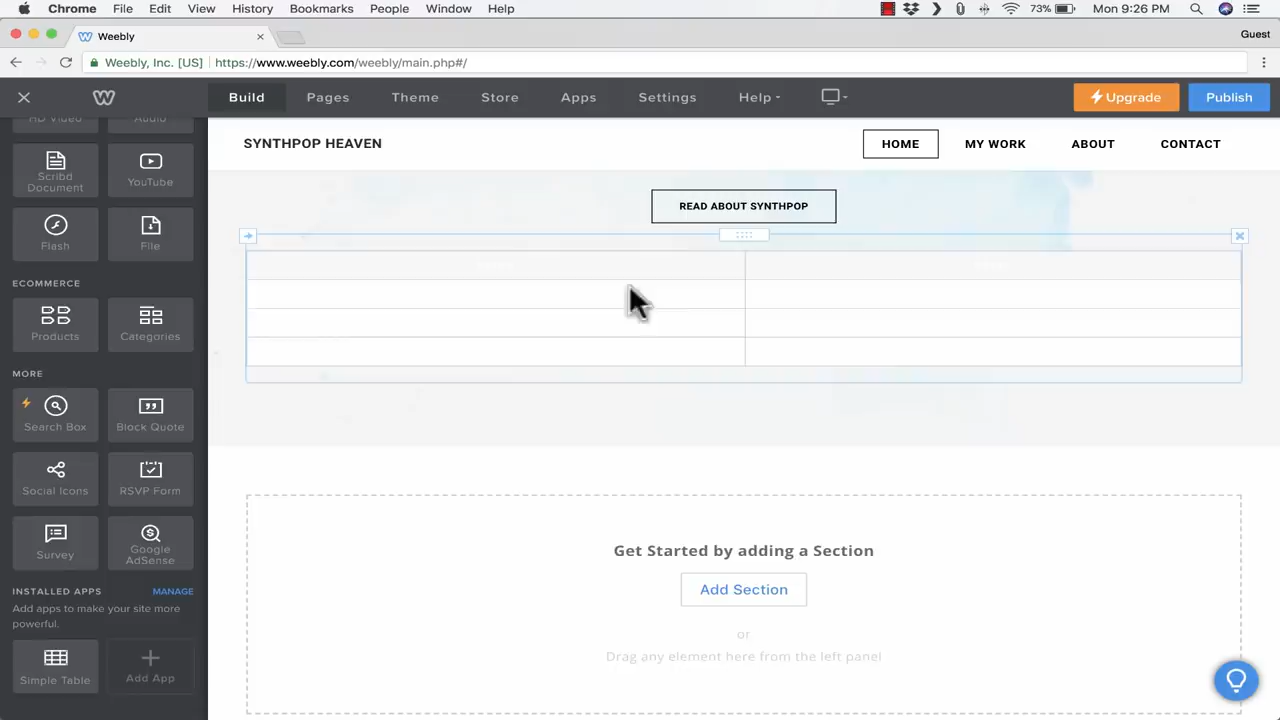 Chrome File Edit View History Bookmarks People Window Help 73% Mon 9:26 PM
Weebly Guest
Weebly, Inc. [US] https://www.weebly.com/weebly/main.php#/
Build Pages Theme Store Apps Settings Help Upgrade Publish
HD Video Audio
SYNTHPOP HEAVEN HOME MY WORK ABOUT CONTACT
Scribd
Document
YouTube
READ ABOUT SYNTHPOP
Flash File
ECOMMERCE
Products Categories
MORE
Search Box Block Quote
Social Icons RSVP Form
Survey
Google
AdSense
INSTALLED APPS MANAGE
Add apps to make your site more
powerful.
Simple Table Add App
Get Started by adding a Section
Add Section
or
Drag any element here from the left panel